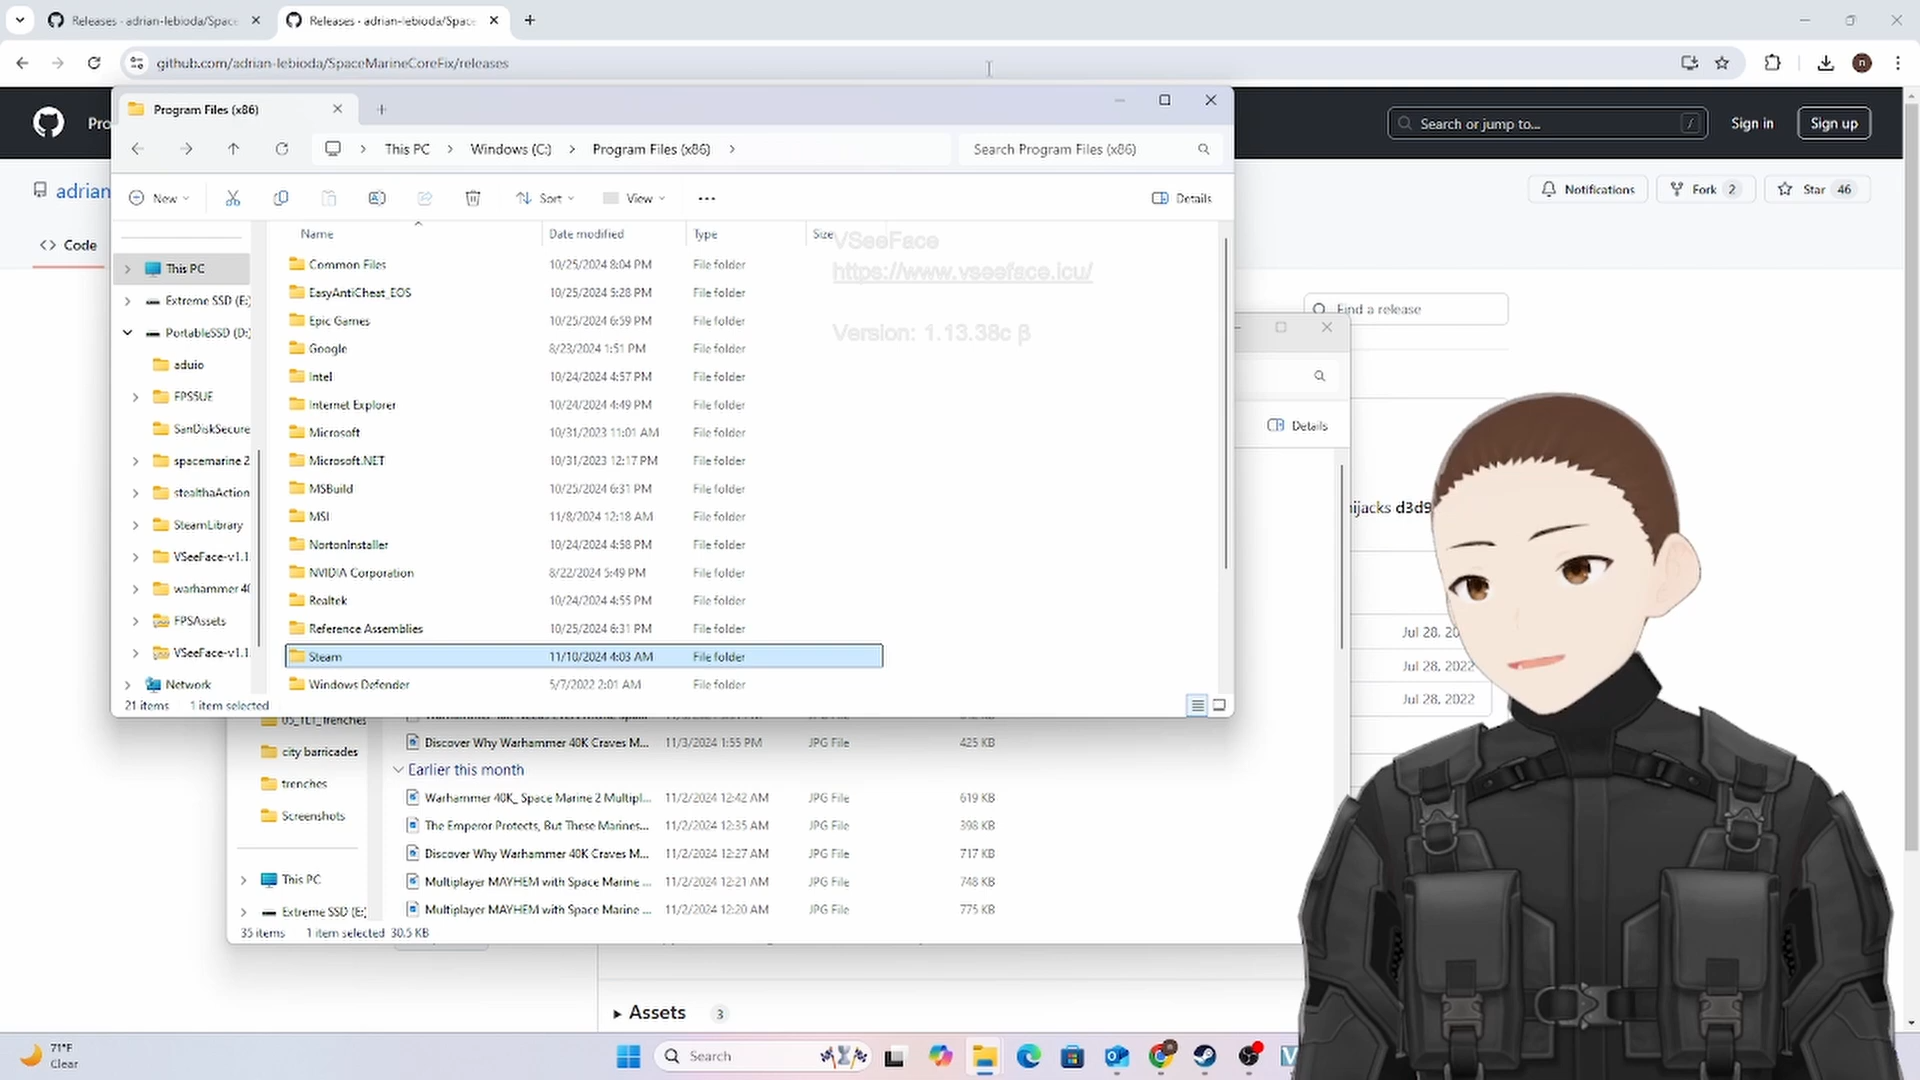 Releases · adrian-lebioda/Space
Releases · adrian-lebioda/Space
github.com/adrian-lebioda/SpaceMarineCoreFix/releases
n
Pro
Search or jump to...
/
Sign in
Sign up
adrian
Notifications
Fork 2
Star 46
Code
Find a release
Program Files (x86)
This PC
Windows (C:)
Program Files (x86)
Search Program Files (x86)
New
Sort
View
Details
Name
Date modified
Type
Size
VSeeFace
https://www.vseeface.icu/
Version: 1.13.38c β
This PC
Extreme SSD (E:)
PortableSSD (D:)
aduio
FPS5UE
SanDiskSecure
spacemarine 2
stealthaAction
SteamLibrary
VSeeFace-v1.1
warhammer 40
FPSAssets
VSeeFace-v1.1
Network
Common Files 10/25/2024 8:04 PM File folder
EasyAntiCheat_EOS 10/25/2024 5:28 PM File folder
Epic Games 10/25/2024 6:59 PM File folder
Google 8/23/2024 1:51 PM File folder
Intel 10/24/2024 4:57 PM File folder
Internet Explorer 10/24/2024 4:49 PM File folder
Microsoft 10/31/2023 11:01 AM File folder
Microsoft.NET 10/31/2023 12:17 PM File folder
MSBuild 10/25/2024 6:31 PM File folder
MSI 11/8/2024 12:18 AM File folder
NortonInstaller 10/24/2024 4:58 PM File folder
NVIDIA Corporation 8/22/2024 5:49 PM File folder
Realtek 10/24/2024 4:55 PM File folder
Reference Assemblies 10/25/2024 6:31 PM File folder
Steam 11/10/2024 4:03 AM File folder
Windows Defender 5/7/2022 2:01 AM File folder
21 items
1 item selected
Details
hijacks d3d9
Jul 28, 20
Jul 28, 2022
Jul 28, 2022
05_TLT_trenches
city barricades
trenches
Screenshots
This PC
Extreme SSD (E:)
Discover Why Warhammer 40K Craves M... 11/3/2024 1:55 PM JPG File 425 KB
Earlier this month
Warhammer 40K_ Space Marine 2 Multipl... 11/2/2024 12:42 AM JPG File 619 KB
The Emperor Protects, But These Marines... 11/2/2024 12:35 AM JPG File 398 KB
Discover Why Warhammer 40K Craves M... 11/2/2024 12:27 AM JPG File 717 KB
Multiplayer MAYHEM with Space Marine ... 11/2/2024 12:21 AM JPG File 748 KB
Multiplayer MAYHEM with Space Marine ... 11/2/2024 12:20 AM JPG File 775 KB
35 items
1 item selected 30.5 KB
Assets 3
71°F
Clear
Search